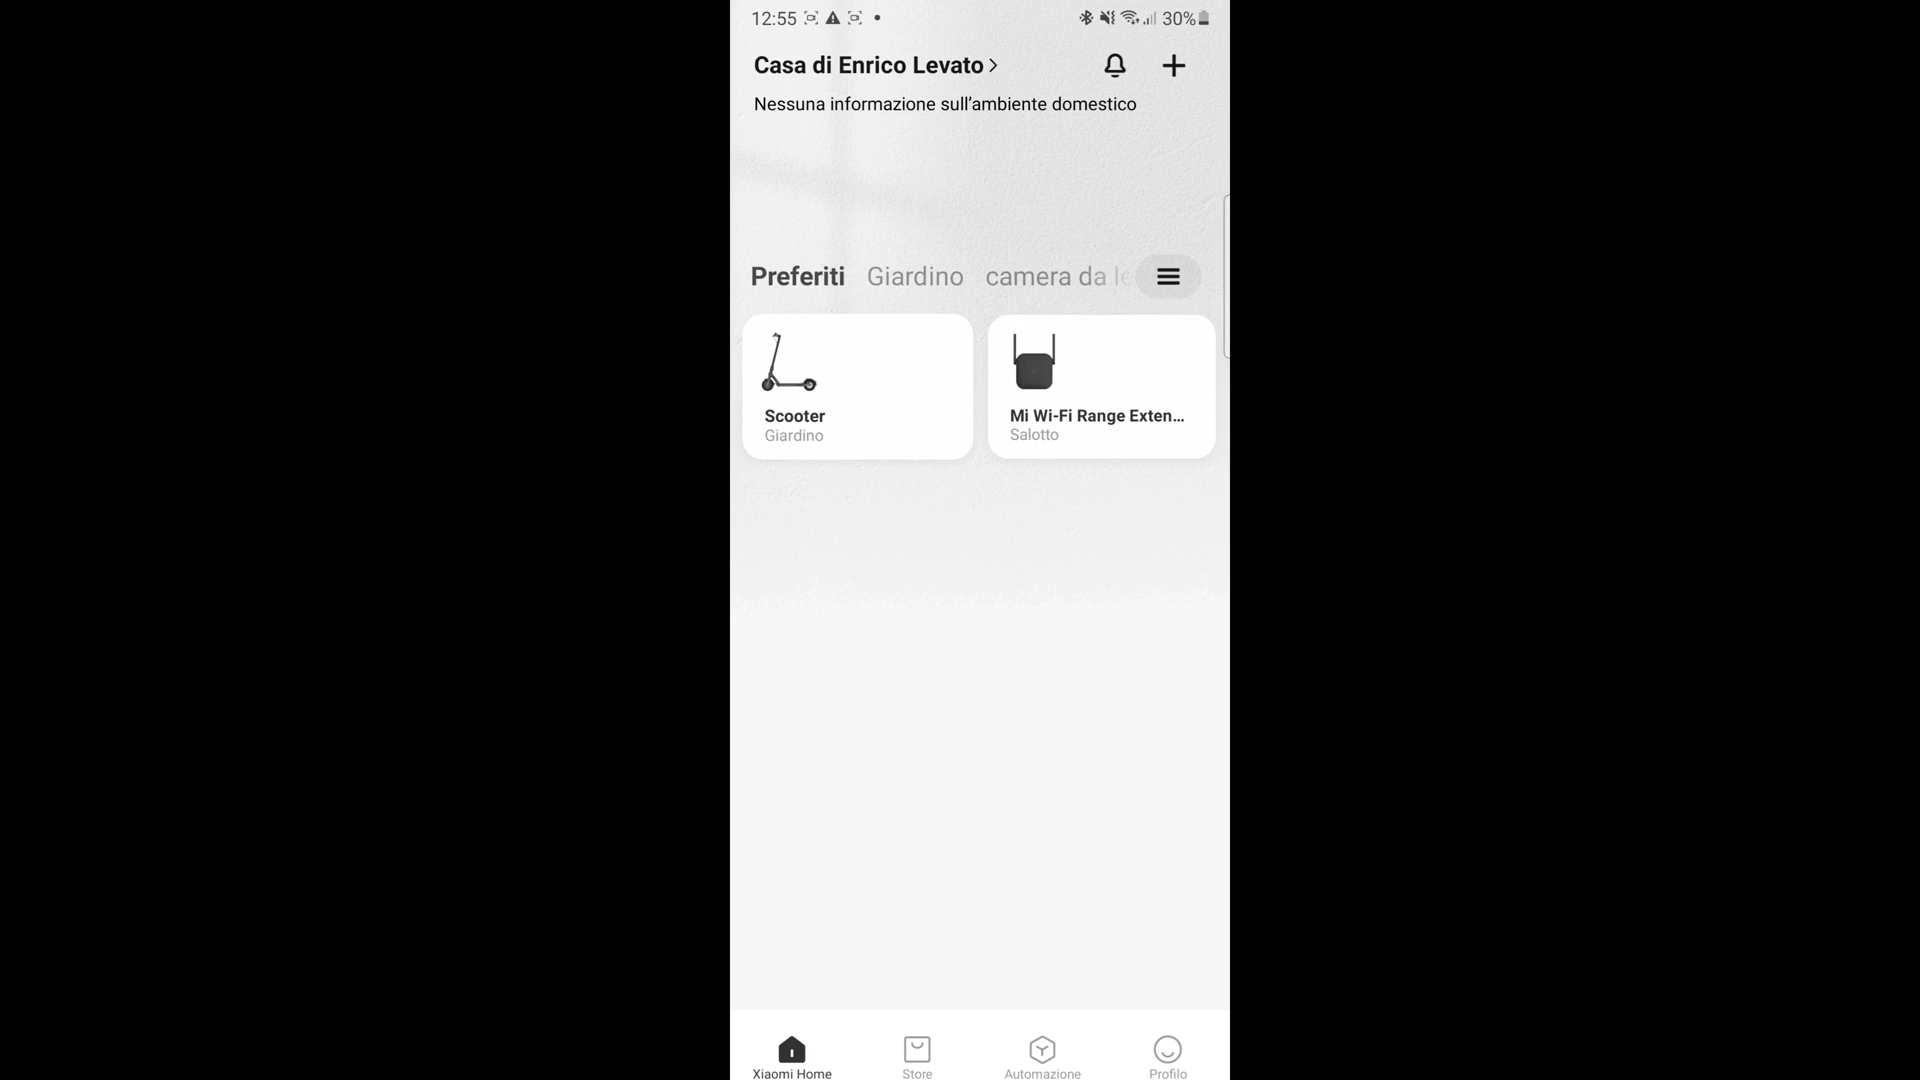 12:55
30%
Casa di Enrico Levato
Nessuna informazione sull'ambiente domestico
Preferiti Giardino camera da le
Scooter
Giardino
Mi Wi-Fi Range Exten...
Salotto
Xiaomi Home
Store
Automazione
Profilo